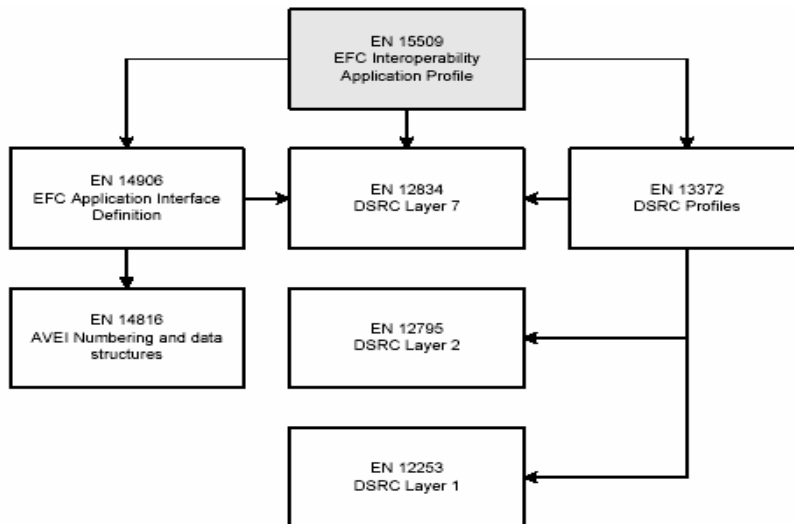 EN 15509
EFC Interoperability
Application Profile
EN 14906
EFC Application Interface
Definition
EN 12834
DSRC Layer 7
EN 13372
DSRC Profiles
EN 14816
AVEI Numbering and data
structures
EN 12795
DSRC Layer 2
EN 12253
DSRC Layer 1